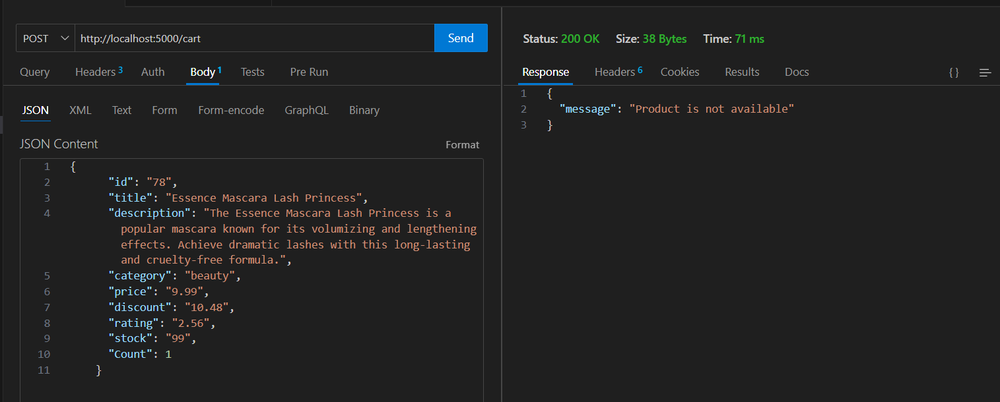 POST http://localhost:5000/cart Send
Query Headers 3 Auth Body 1 Tests Pre Run
JSON XML Text Form Form-encode GraphQL Binary
JSON Content Format
1 {
2 "id": "78",
3 "title": "Essence Mascara Lash Princess",
4 "description": "The Essence Mascara Lash Princess is a
popular mascara known for its volumizing and lengthening
effects. Achieve dramatic lashes with this long-lasting
and cruelty-free formula.",
5 "category": "beauty",
6 "price": "9.99",
7 "discount": "10.48",
8 "rating": "2.56",
9 "stock": "99",
10 "Count": 1
11 }
Status: 200 OK Size: 38 Bytes Time: 71 ms
Response Headers 6 Cookies Results Docs { }
1 {
2 "message": "Product is not available"
3 }